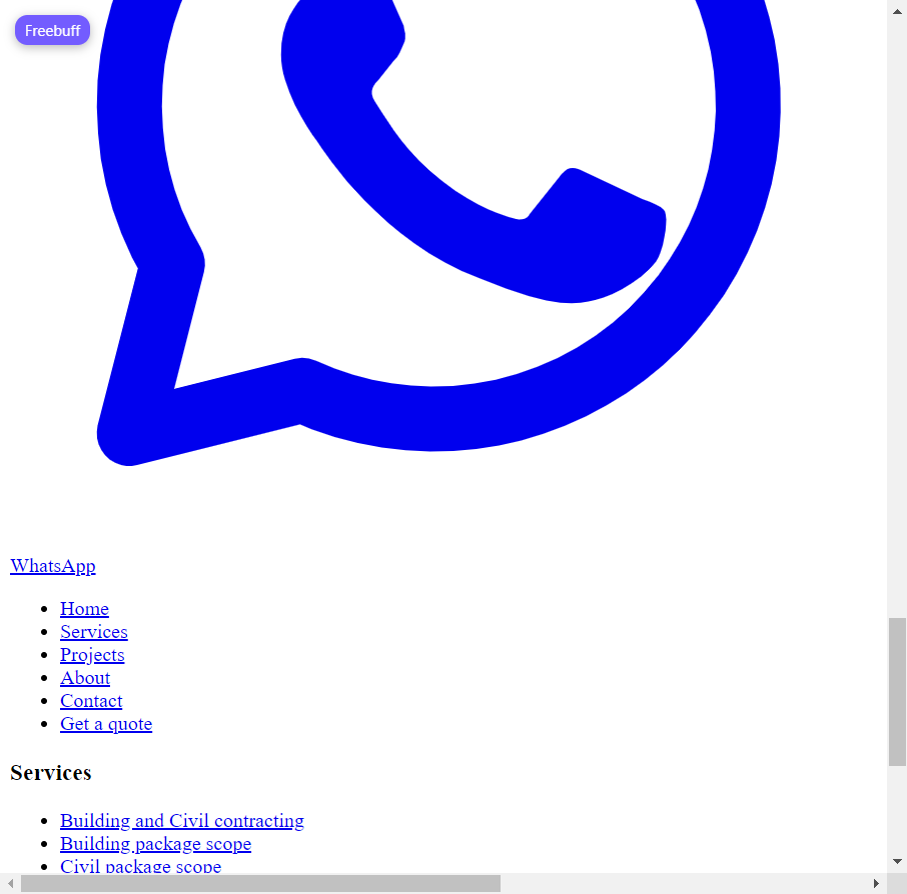 Freebuff
WhatsApp
Home
Services
Projects
About
Contact
Get a quote
Services
Building and Civil contracting
Building package scope
Civil package scope